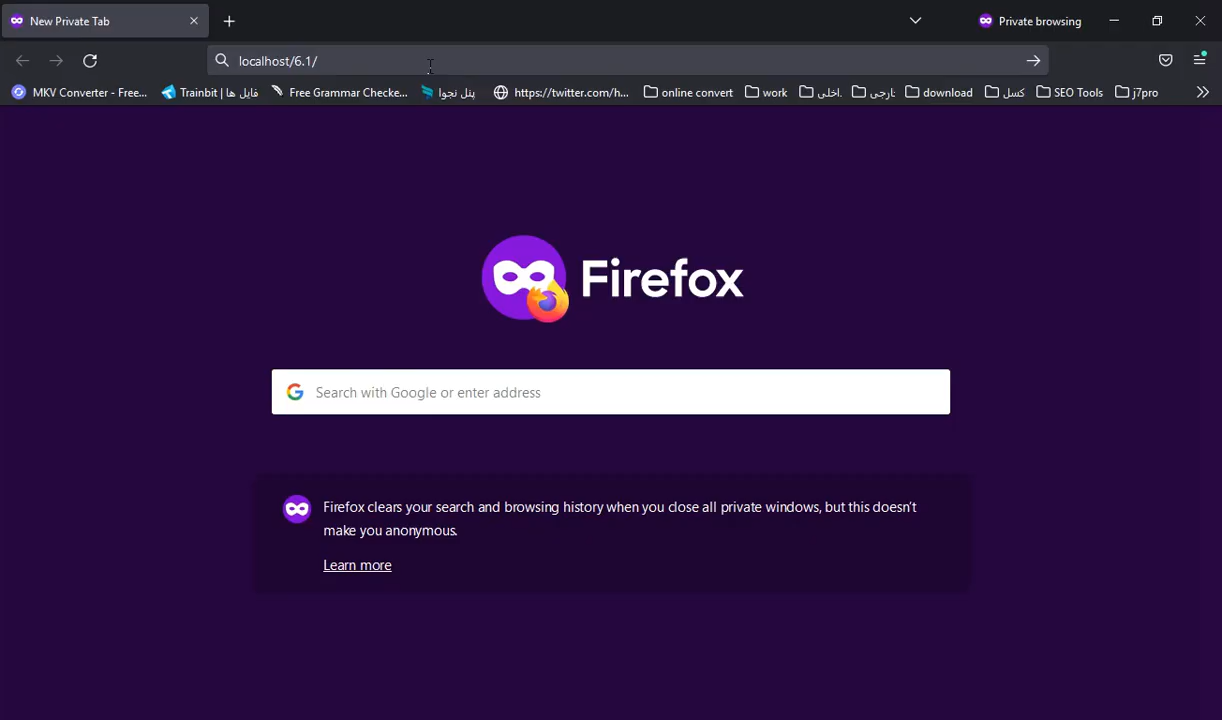 New Private Tab
Private browsing
localhost/6.1/
MKV Converter - Free... Trainbit | فایل ها Free Grammar Checke... پنل نجوا https://twitter.com/h... online convert work download کسل SEO Tools j7pro
Firefox
Search with Google or enter address
Firefox clears your search and browsing history when you close all private windows, but this doesn't
make you anonymous.
Learn more